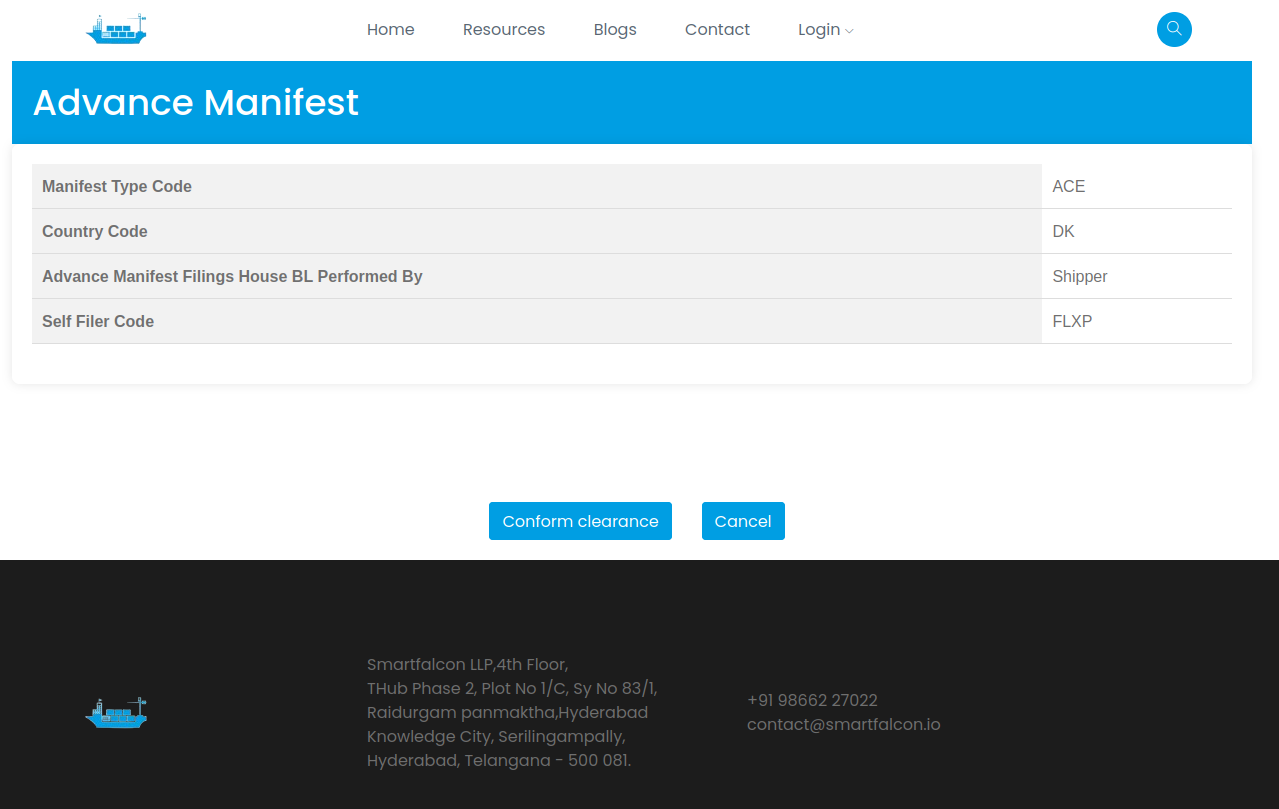 Home Resources Blogs Contact Login
Advance Manifest
Manifest Type Code ACE
Country Code DK
Advance Manifest Filings House BL Performed By Shipper
Self Filer Code FLXP
Conform clearance Cancel
Smartfalcon LLP,4th Floor,
THub Phase 2, Plot No 1/C, Sy No 83/1,
Raidurgam panmaktha,Hyderabad
Knowledge City, Serilingampally,
Hyderabad, Telangana - 500 081.
+91 98662 27022
contact@smartfalcon.io